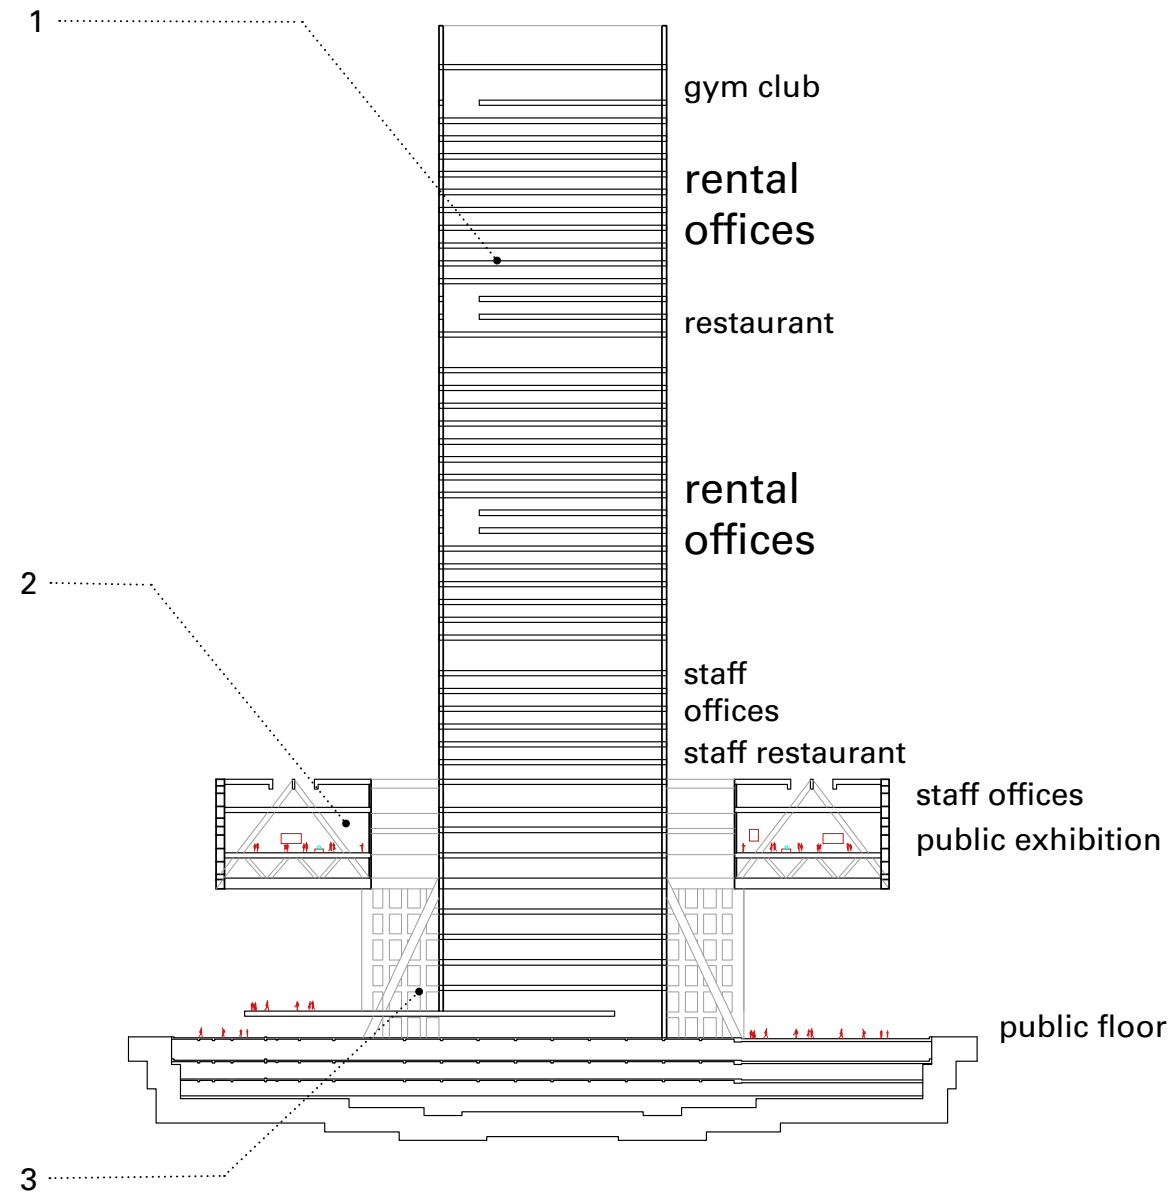 1
gym club
rental
offices
restaurant
rental
offices
2
staff
offices
staff restaurant
staff offices
public exhibition
public floor
3